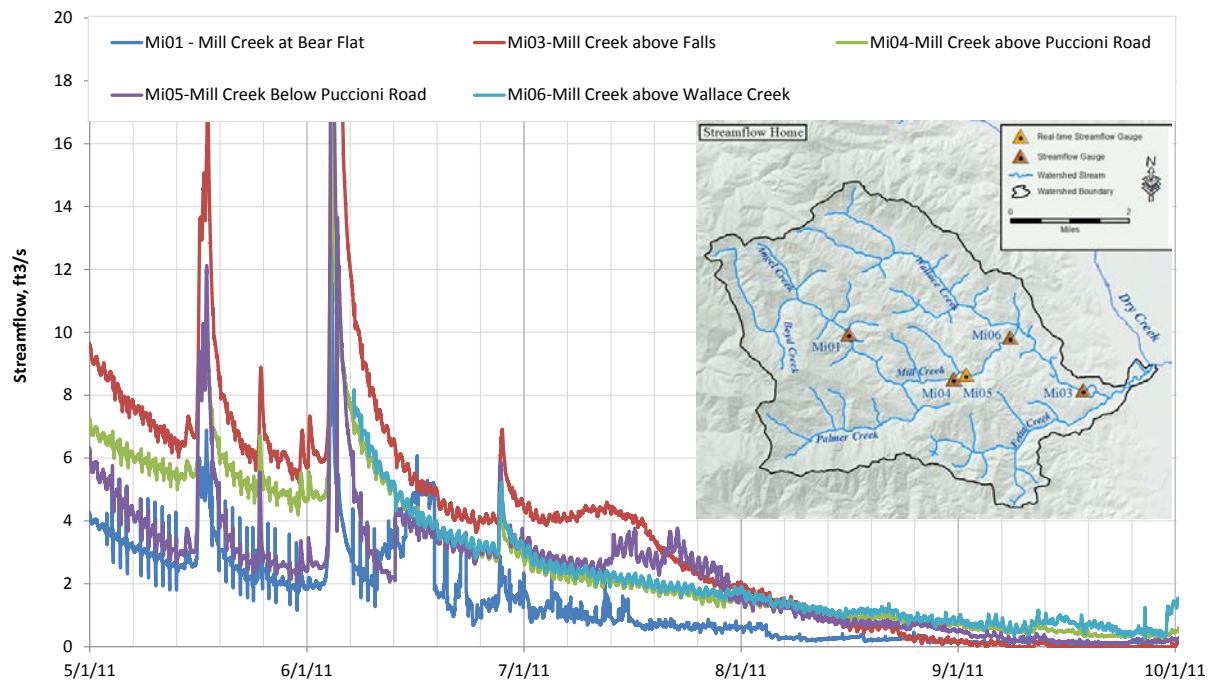 20
18
16
14
12
10
8
6
4
2
0
Streamflow, ft3/s
Mi01 - Mill Creek at Bear Flat
Mi03-Mill Creek above Falls
Mi04-Mill Creek above Puccioni Road
Mi05-Mill Creek Below Puccioni Road
Mi06-Mill Creek above Wallace Creek
Streamflow Home
Real-time Streamflow Gauge
Streamflow Gauge
Watershed Stream
Watershed Boundary
N
0 2
Miles
Angel Creek
Wallace Creek
Dry Creek
Boyd Creek
Mi01
Mi06
Mill Creek
Mi04
Mi05
Mi03
Palmer Creek
Felta Creek
5/1/11
6/1/11
7/1/11
8/1/11
9/1/11
10/1/11